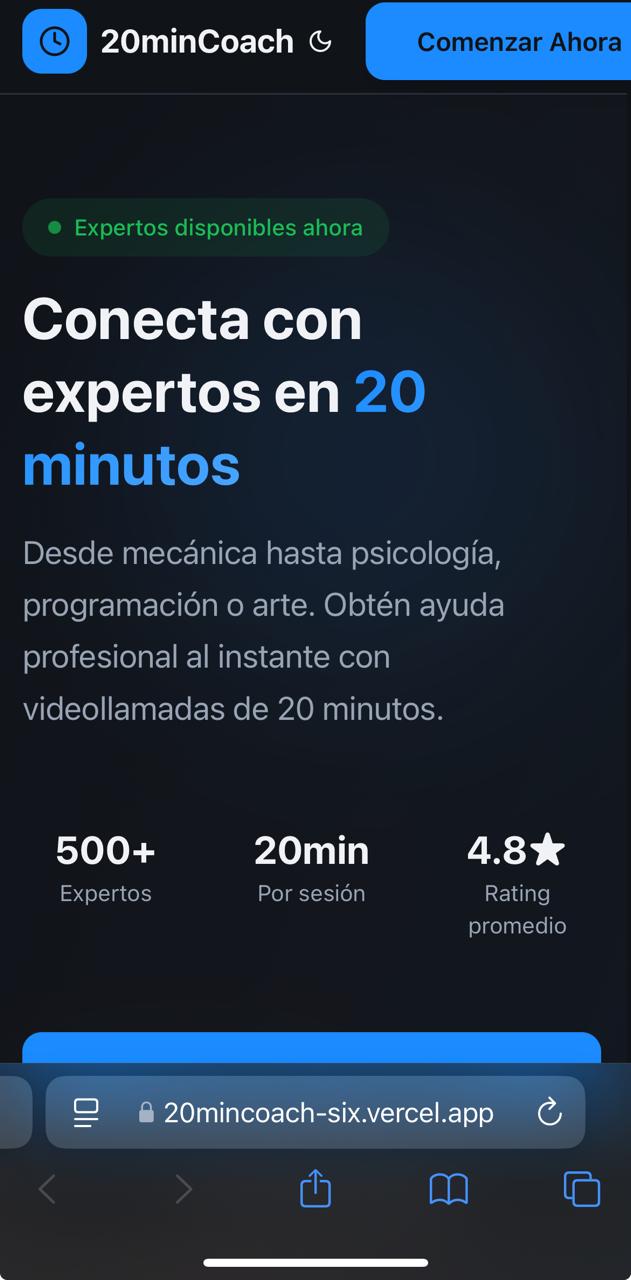 20minCoach
Comenzar Ahora
Expertos disponibles ahora
Conecta con
expertos en 20
minutos
Desde mecánica hasta psicología,
programación o arte. Obtén ayuda
profesional al instante con
videollamadas de 20 minutos.
500+
Expertos
20min
Por sesión
4.8★
Rating
promedio
20mincoach-six.vercel.app